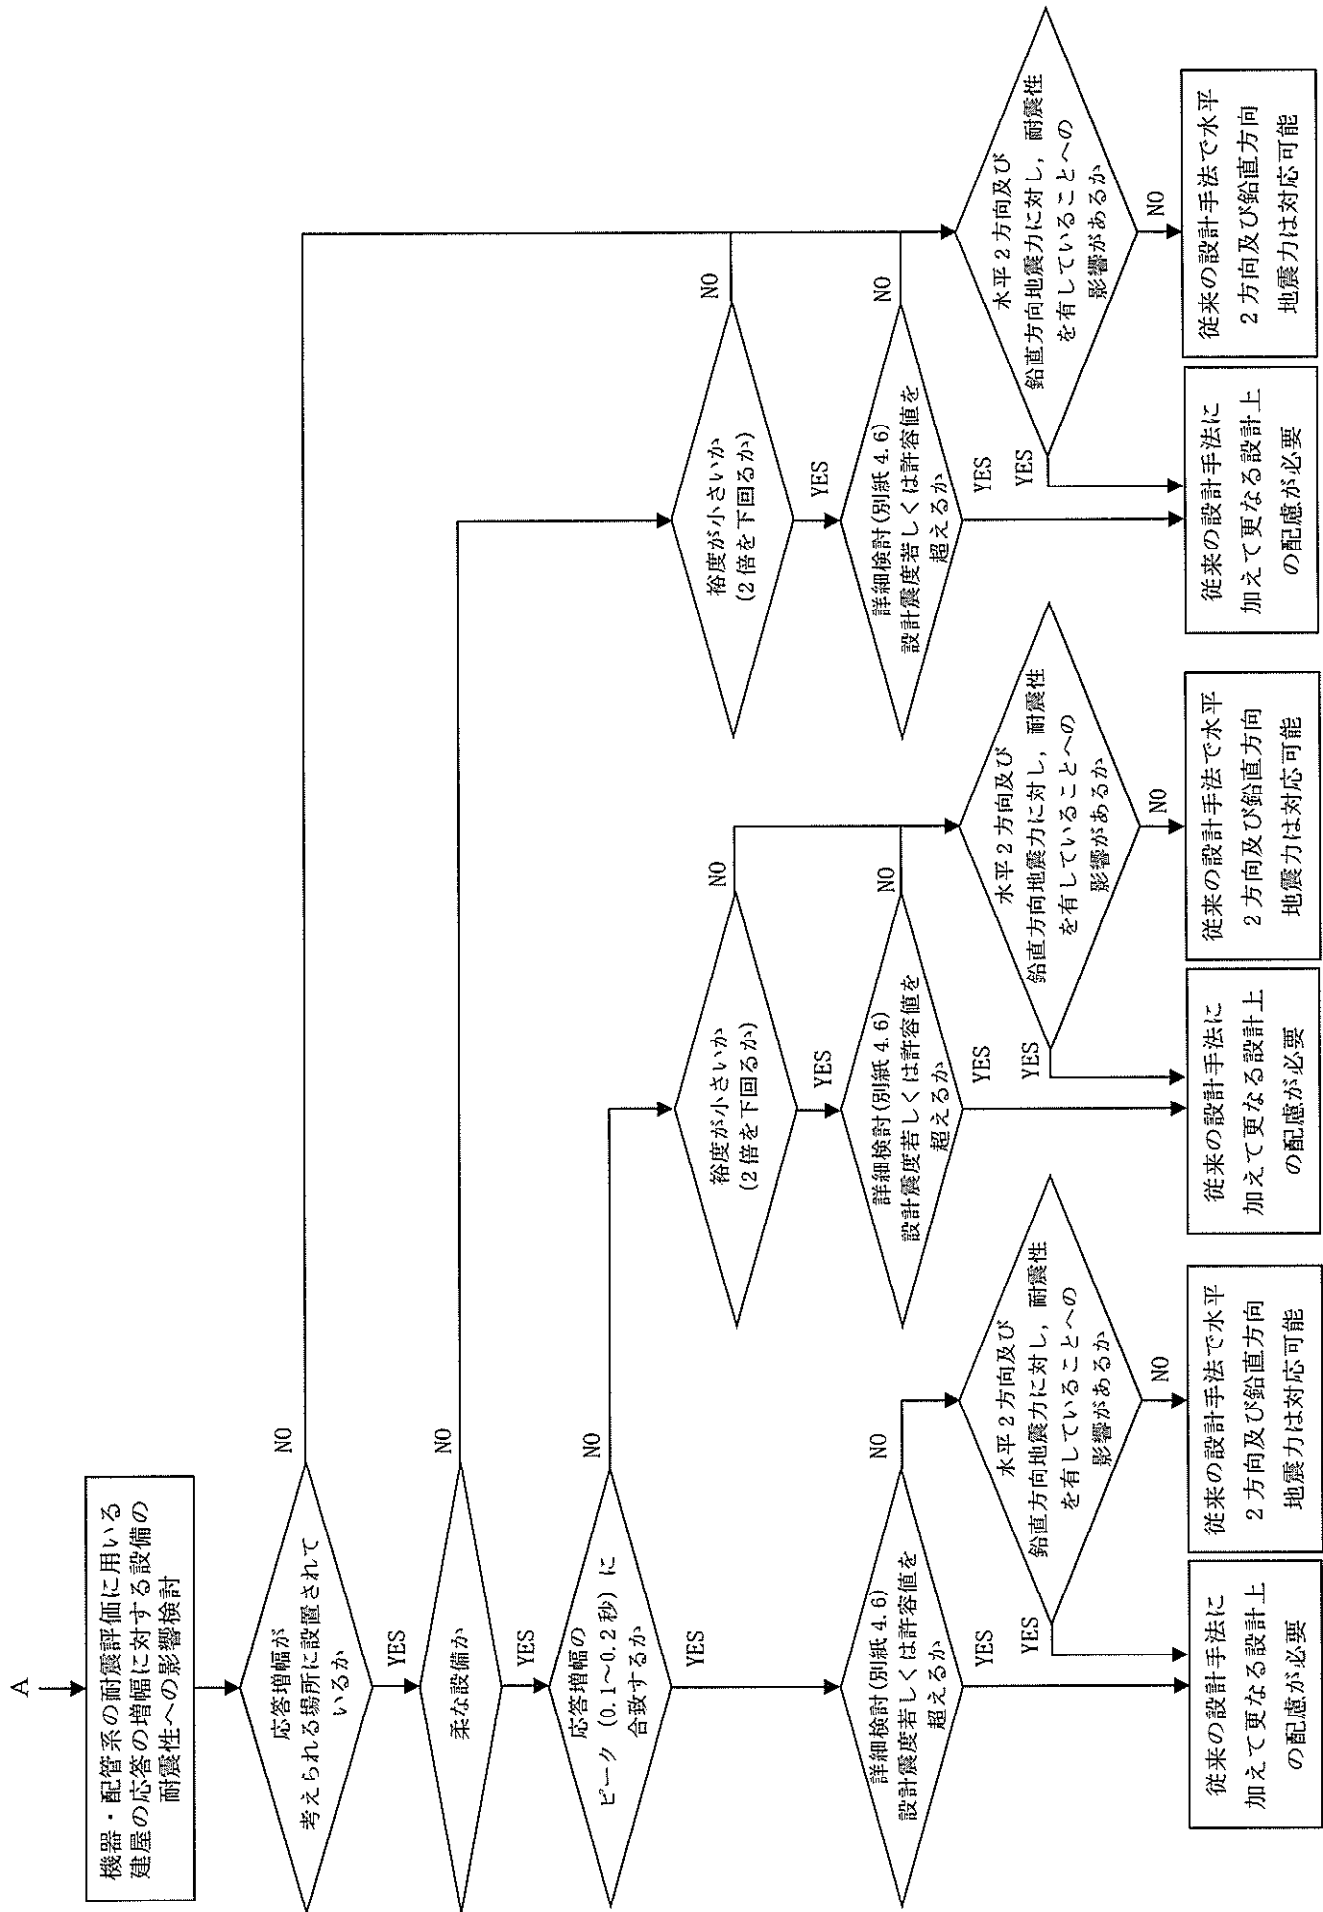 A
機器・配管系の耐震評価に用いる
建屋の応答の増幅に対する設備の
耐震性への影響検討
応答増幅が
考えられる場所に設置されて
いるか
NO
YES
柔な設備か
NO
YES
応答増幅の
ピーク（0.1～0.2秒）に
合致するか
NO
YES
詳細検討(別紙4.6)
設計震度若しくは許容値を
超えるか
NO
YES
水平2方向及び
鉛直方向地震力に対し，耐震性
を有していることへの
影響があるか
YES
NO
従来の設計手法に
加えて更なる設計上
の配慮が必要
従来の設計手法で水平
2方向及び鉛直方向
地震力は対応可能
裕度が小さいか
(2倍を下回るか)
NO
YES
詳細検討(別紙4.6)
設計震度若しくは許容値を
超えるか
NO
YES
水平2方向及び
鉛直方向地震力に対し，耐震性
を有していることへの
影響があるか
YES
NO
従来の設計手法に
加えて更なる設計上
の配慮が必要
従来の設計手法で水平
2方向及び鉛直方向
地震力は対応可能
裕度が小さいか
(2倍を下回るか)
NO
YES
詳細検討(別紙4.6)
設計震度若しくは許容値を
超えるか
NO
YES
水平2方向及び
鉛直方向地震力に対し，耐震性
を有していることへの
影響があるか
YES
NO
従来の設計手法に
加えて更なる設計上
の配慮が必要
従来の設計手法で水平
2方向及び鉛直方向
地震力は対応可能